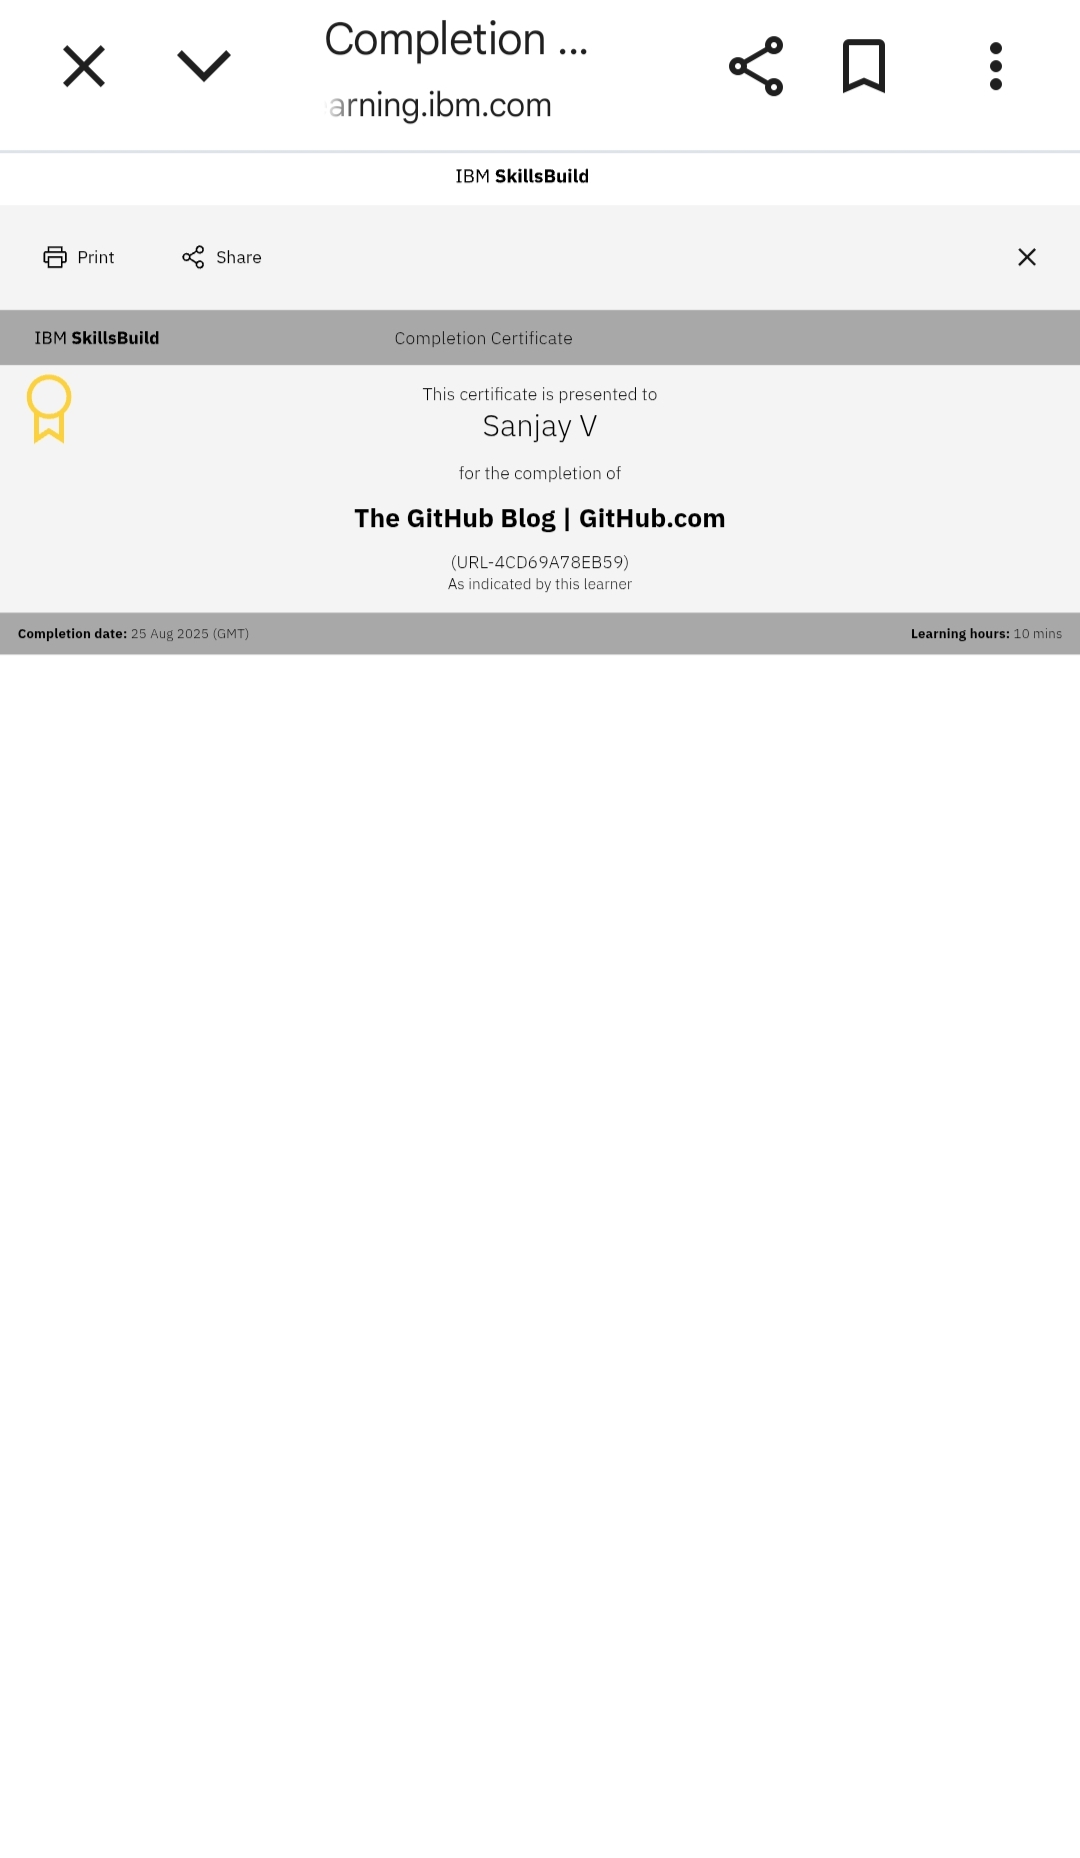 Completion ...
arning.ibm.com
IBM SkillsBuild
Print Share
IBM SkillsBuild Completion Certificate
This certificate is presented to
Sanjay V
for the completion of
The GitHub Blog | GitHub.com
(URL-4CD69A78EB59)
As indicated by this learner
Completion date: 25 Aug 2025 (GMT) Learning hours: 10 mins